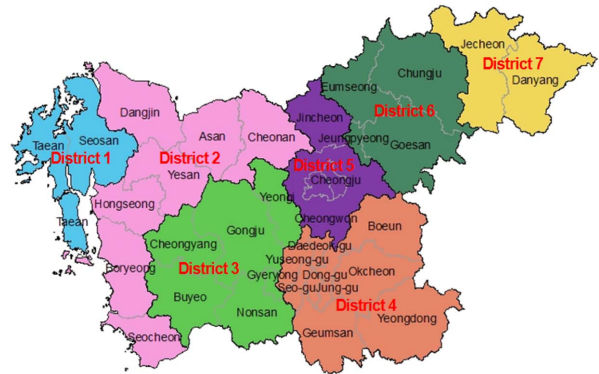 Jecheon
District 7
Chungju
Danyang
Eumseong
Dangjin
District 6
Jincheon
Asan
Cheonan
Seosan
Taean
Jeungpyeong
Goesan
District 1
District 2
District 5
Yesan
Cheongju
Yeongi
Hongseong
Taean
Cheongwon
Boeun
Gongju
Cheongyang
Daedeok-gu
Yuseong-gu
Boryeong
District 3
Gyeryong
Dong-gu
Okcheon
Seo-gu
Jung-gu
Buyeo
District 4
Nonsan
Yeongdong
Seocheon
Geumsan